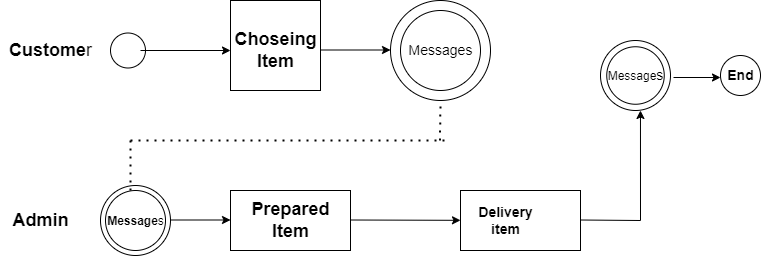 Customer
Choseing
Item
Messages
Messages
End
Admin
Messages
Prepared
Item
Delivery
item